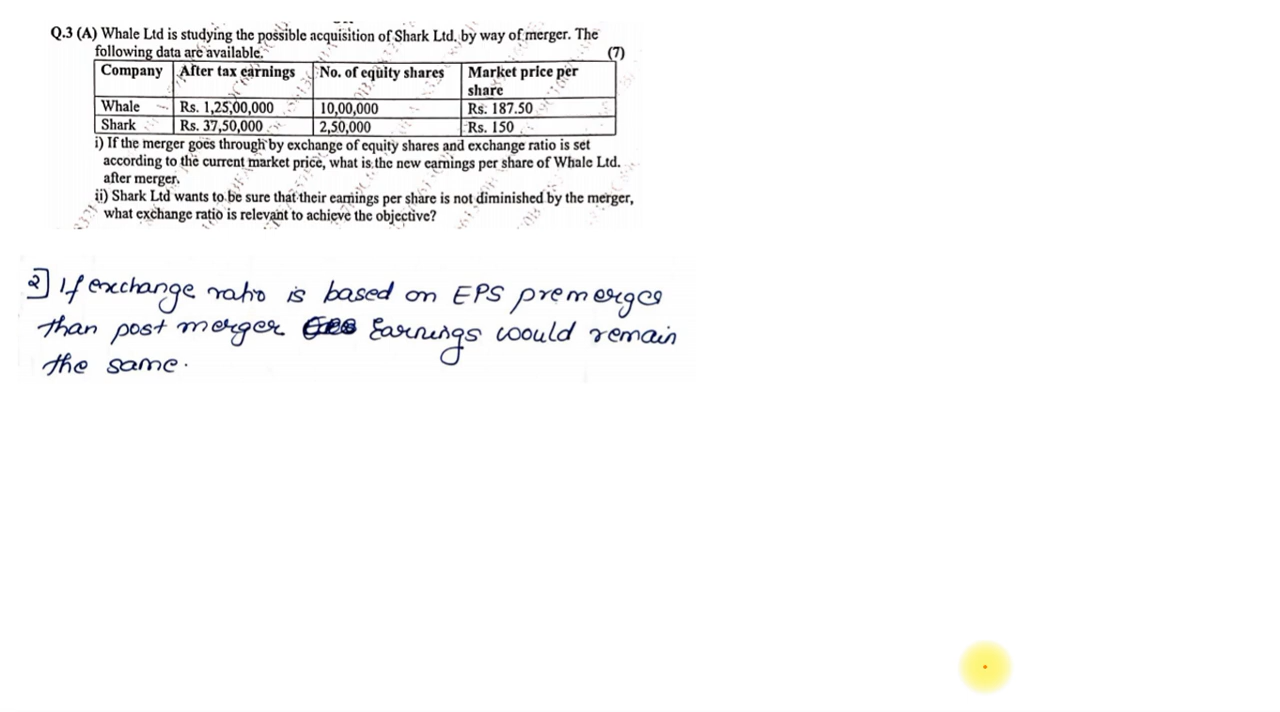 Q.3 (A) Whale Ltd is studying the possible acquisition of Shark Ltd. by way of merger. The
following data are available. (7)
Company After tax earnings No. of equity shares Market price per share
Whale Rs. 1,25,00,000 10,00,000 Rs. 187.50
Shark Rs. 37,50,000 2,50,000 Rs. 150
i) If the merger goes through by exchange of equity shares and exchange ratio is set
according to the current market price, what is the new earnings per share of Whale Ltd.
after merger.
ii) Shark Ltd wants to be sure that their earnings per share is not diminished by the merger,
what exchange ratio is relevant to achieve the objective?
2] If exchange ratio is based on EPS premerger
than post merger Earnings would remain
the same.